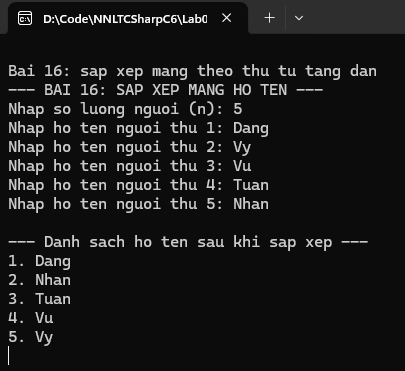 D:\Code\NNLTCSharpC6\Lab0
Bai 16: sap xep mang theo thu tu tang dan
--- BAI 16: SAP XEP MANG HO TEN ---
Nhap so luong nguoi (n): 5
Nhap ho ten nguoi thu 1: Dang
Nhap ho ten nguoi thu 2: Vy
Nhap ho ten nguoi thu 3: Vu
Nhap ho ten nguoi thu 4: Tuan
Nhap ho ten nguoi thu 5: Nhan
--- Danh sach ho ten sau khi sap xep ---
1. Dang
2. Nhan
3. Tuan
4. Vu
5. Vy